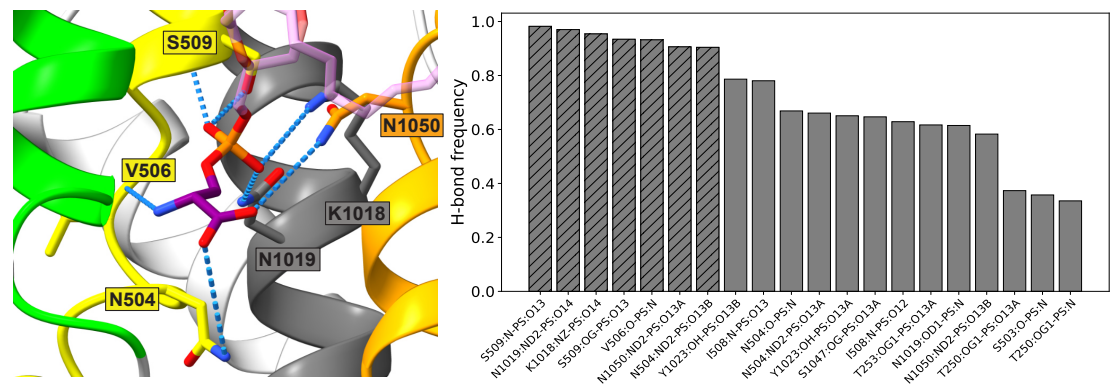 S509
N1050
V506
K1018
N1019
N504
H-bond frequency
1.0
0.8
0.6
0.4
0.2
0.0
S509:N-PS:O13
N1019:ND2-PS:O14
K1018:NZ-PS:O14
S509:OG-PS:O13
V506:O-PS:N
N1050:ND2-PS:O13A
N504:ND2-PS:O13B
Y1023:OH-PS:O13B
I508:N-PS:O13
N504:O-PS:N
N504:ND2-PS:O13A
Y1023:OH-PS:O13A
S1047:OG-PS:O13A
I508:N-PS:O12
T253:OG1-PS:O13A
N1019:OD1-PS:N
N1050:ND2-PS:O13B
T250:OG1-PS:O13A
S503:O-PS:N
T250:OG1-PS:N